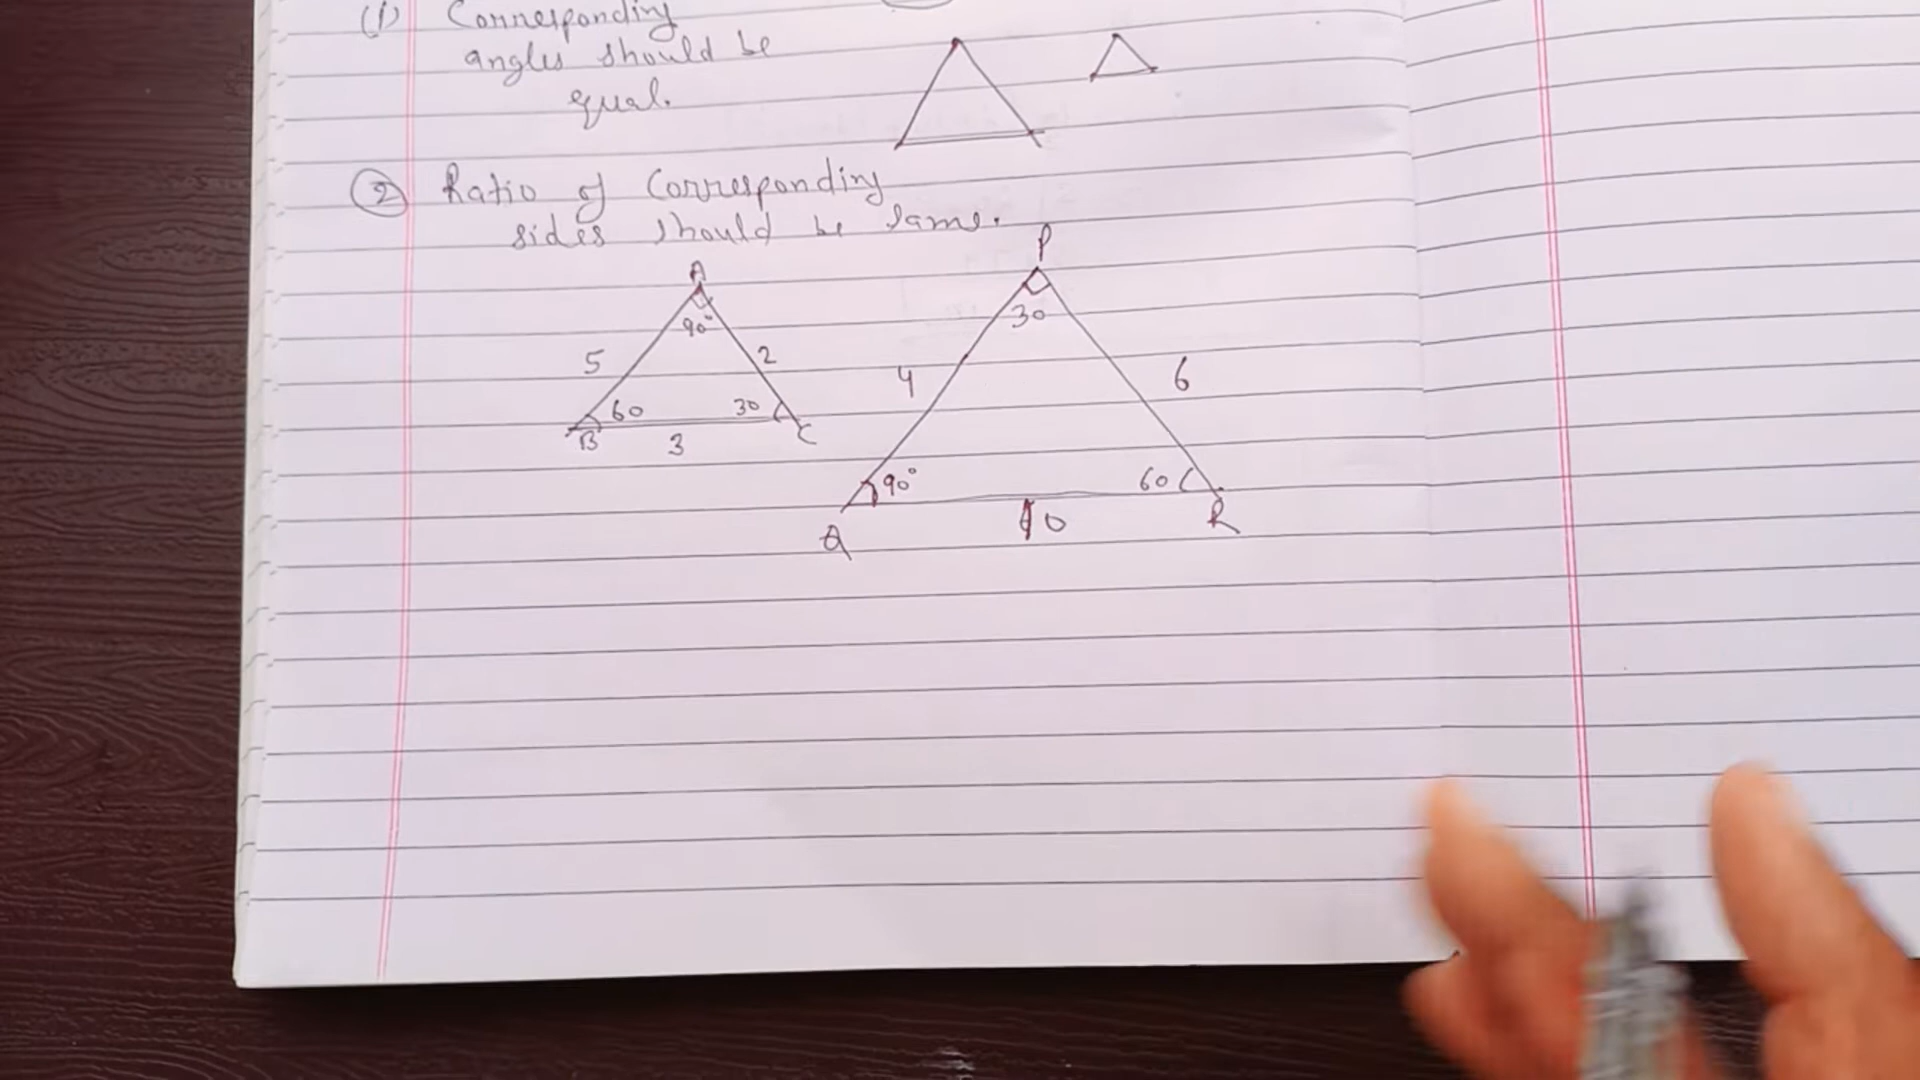 (1) Corresponding
angles should be
equal.
(2) Ratio of Corresponding
sides should be same.
P
A
90°
30
5
2
4
6
60
30
B
3
C
90°
60
10
Q
R